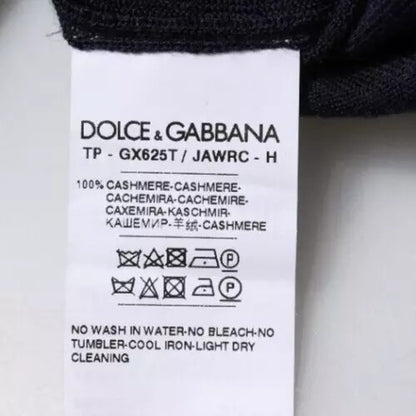 DOLCE & GABBANA
TP - GX625T / JAWRC - H
100% CASHMERE-CASHMERE-
CACHEMIRA-CACHEMIRE-
CAXEMIRA-KASCHMIR-
КАШЕМИР-羊绒-CASHMERE
P
P
NO WASH IN WATER-NO BLEACH-NO
TUMBLER-COOL IRON-LIGHT DRY
CLEANING